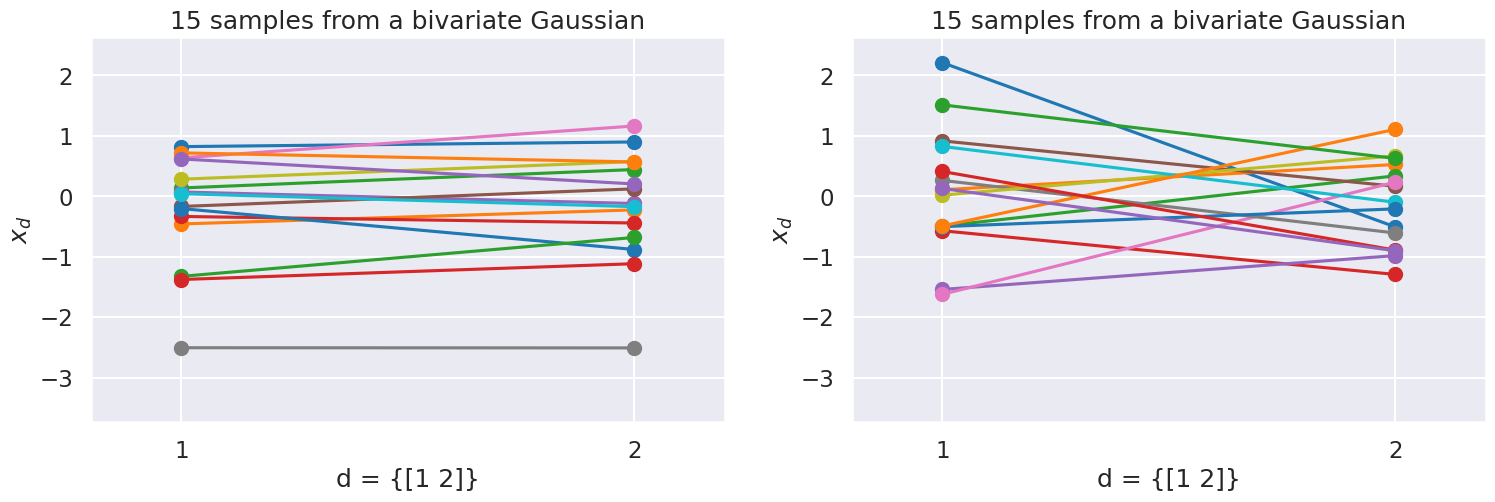 15 samples from a bivariate Gaussian
2
1
0
−1
−2
−3
x_d
1 2
d = {[1 2]}
15 samples from a bivariate Gaussian
2
1
0
−1
−2
−3
x_d
1 2
d = {[1 2]}